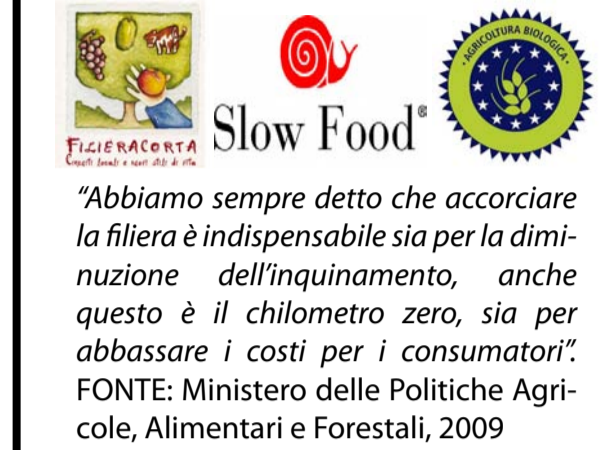 FILIERACORTA
Slow Food®
· AGRICOLTURA BIOLOGICA ·
“Abbiamo sempre detto che accorciare
la filiera è indispensabile sia per la dimi-
nuzione dell’inquinamento, anche
questo è il chilometro zero, sia per
abbassare i costi per i consumatori”.
FONTE: Ministero delle Politiche Agri-
cole, Alimentari e Forestali, 2009